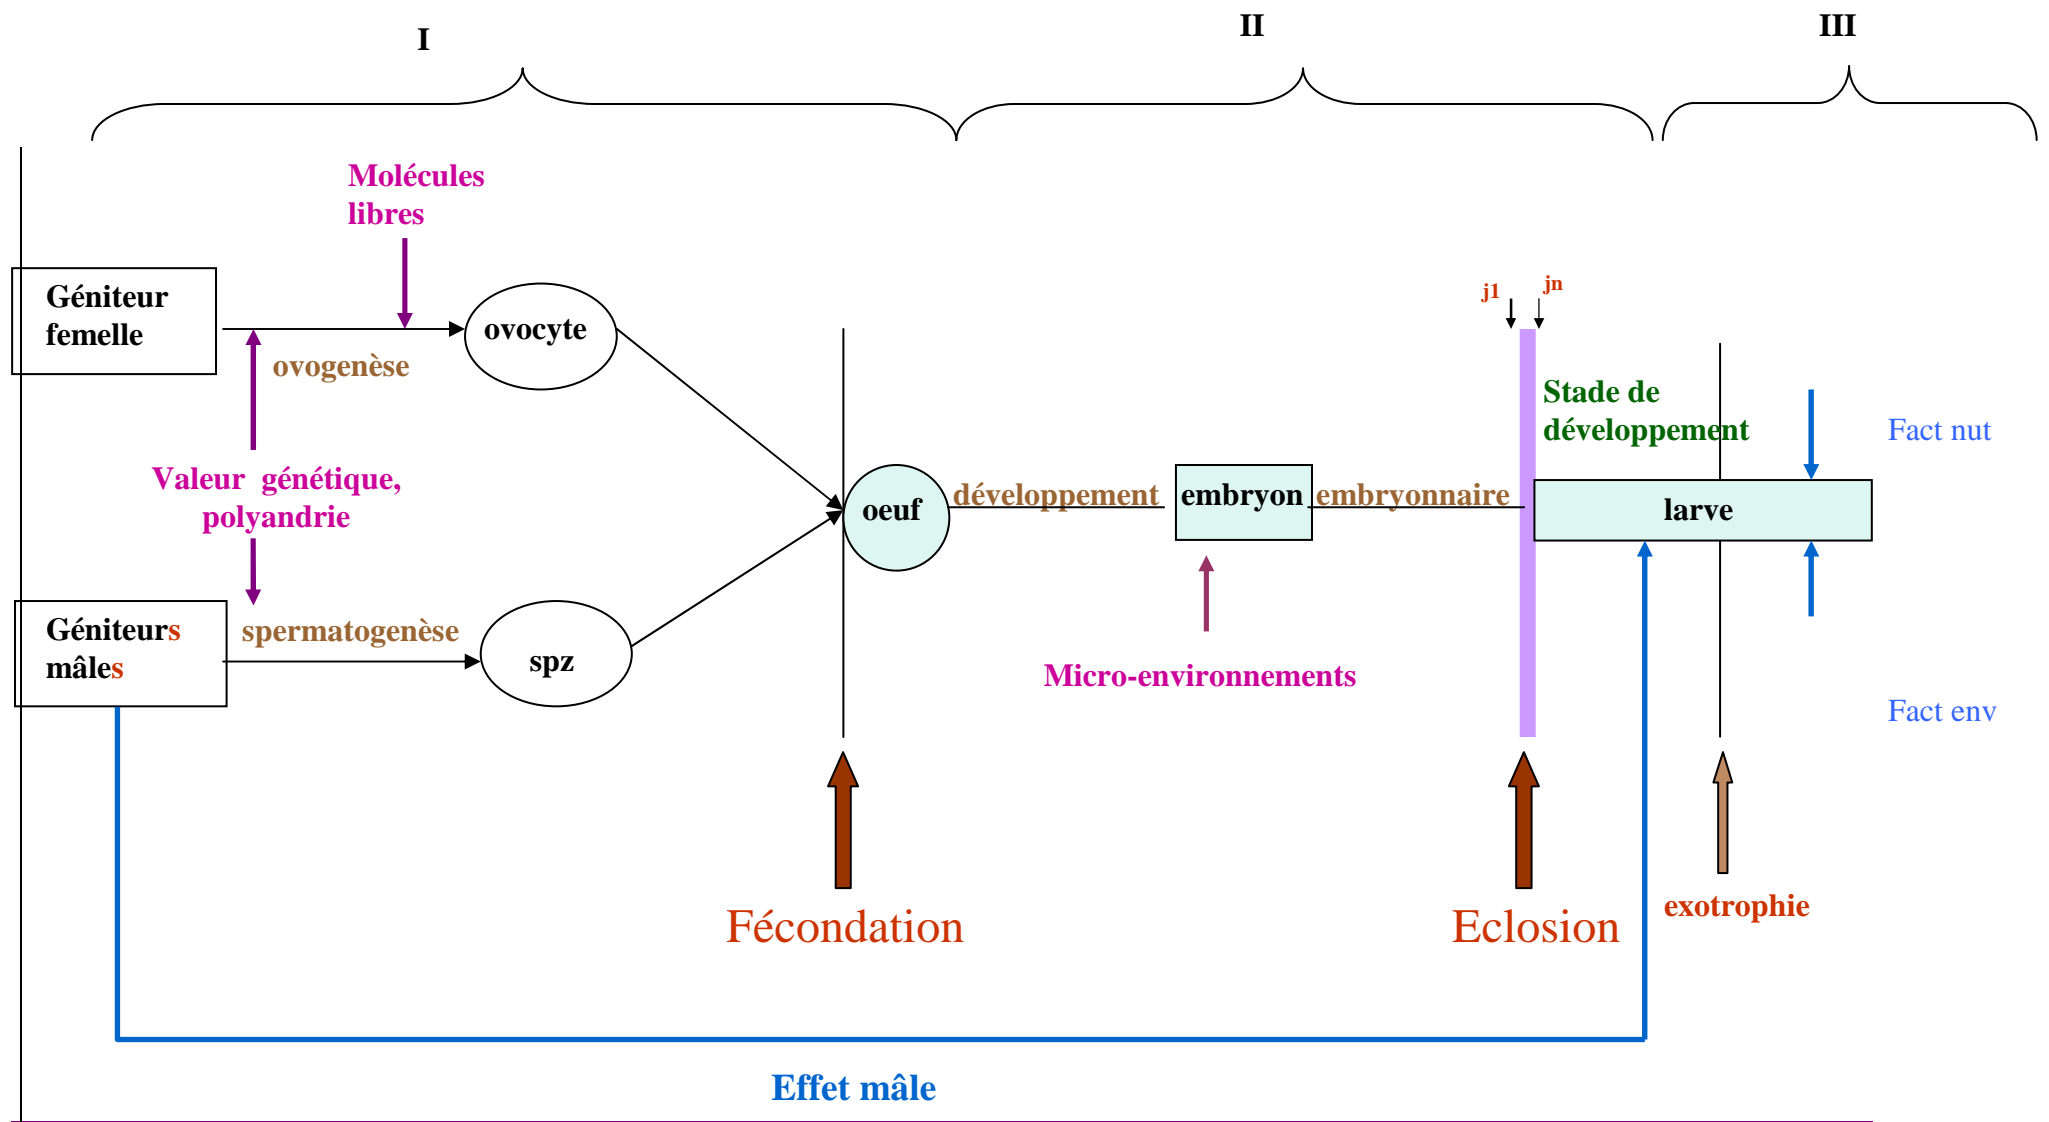 I
II
III
Molécules
libres
Géniteur
femelle
ovocyte
ovogenèse
j1
jn
Stade de
développement
Fact nut
Valeur génétique,
polyandrie
oeuf
développement
embryon
embryonnaire
larve
Géniteurs
mâles
spermatogenèse
spz
Micro-environnements
Fact env
Fécondation
Eclosion
exotrophie
Effet mâle